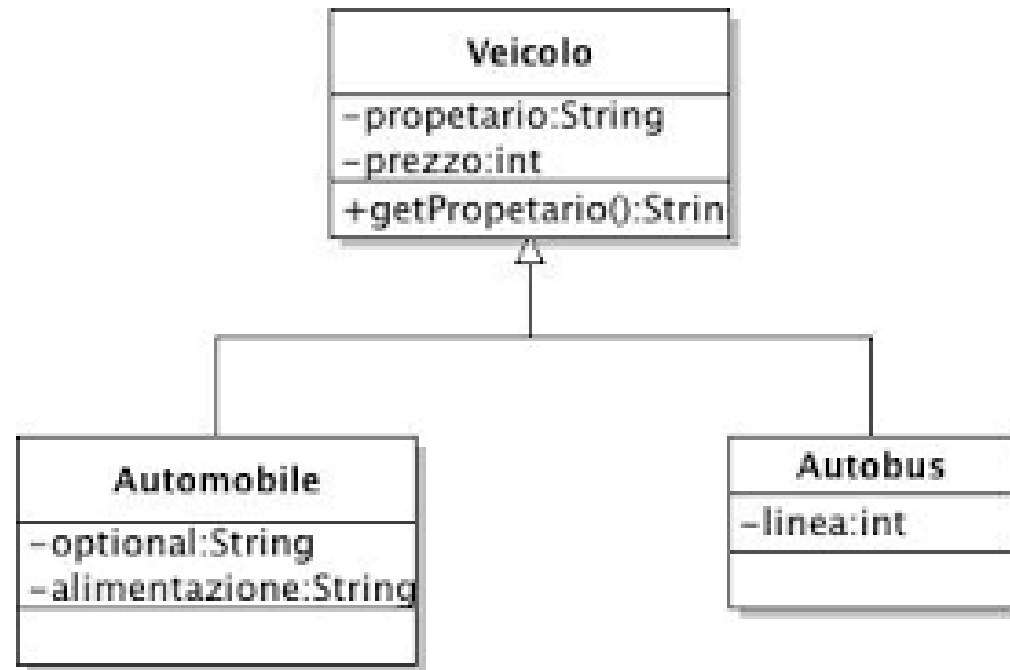 Veicolo
-propetario:String
-prezzo:int
+getPropetario():Strin
Automobile
-optional:String
-alimentazione:String
Autobus
-linea:int